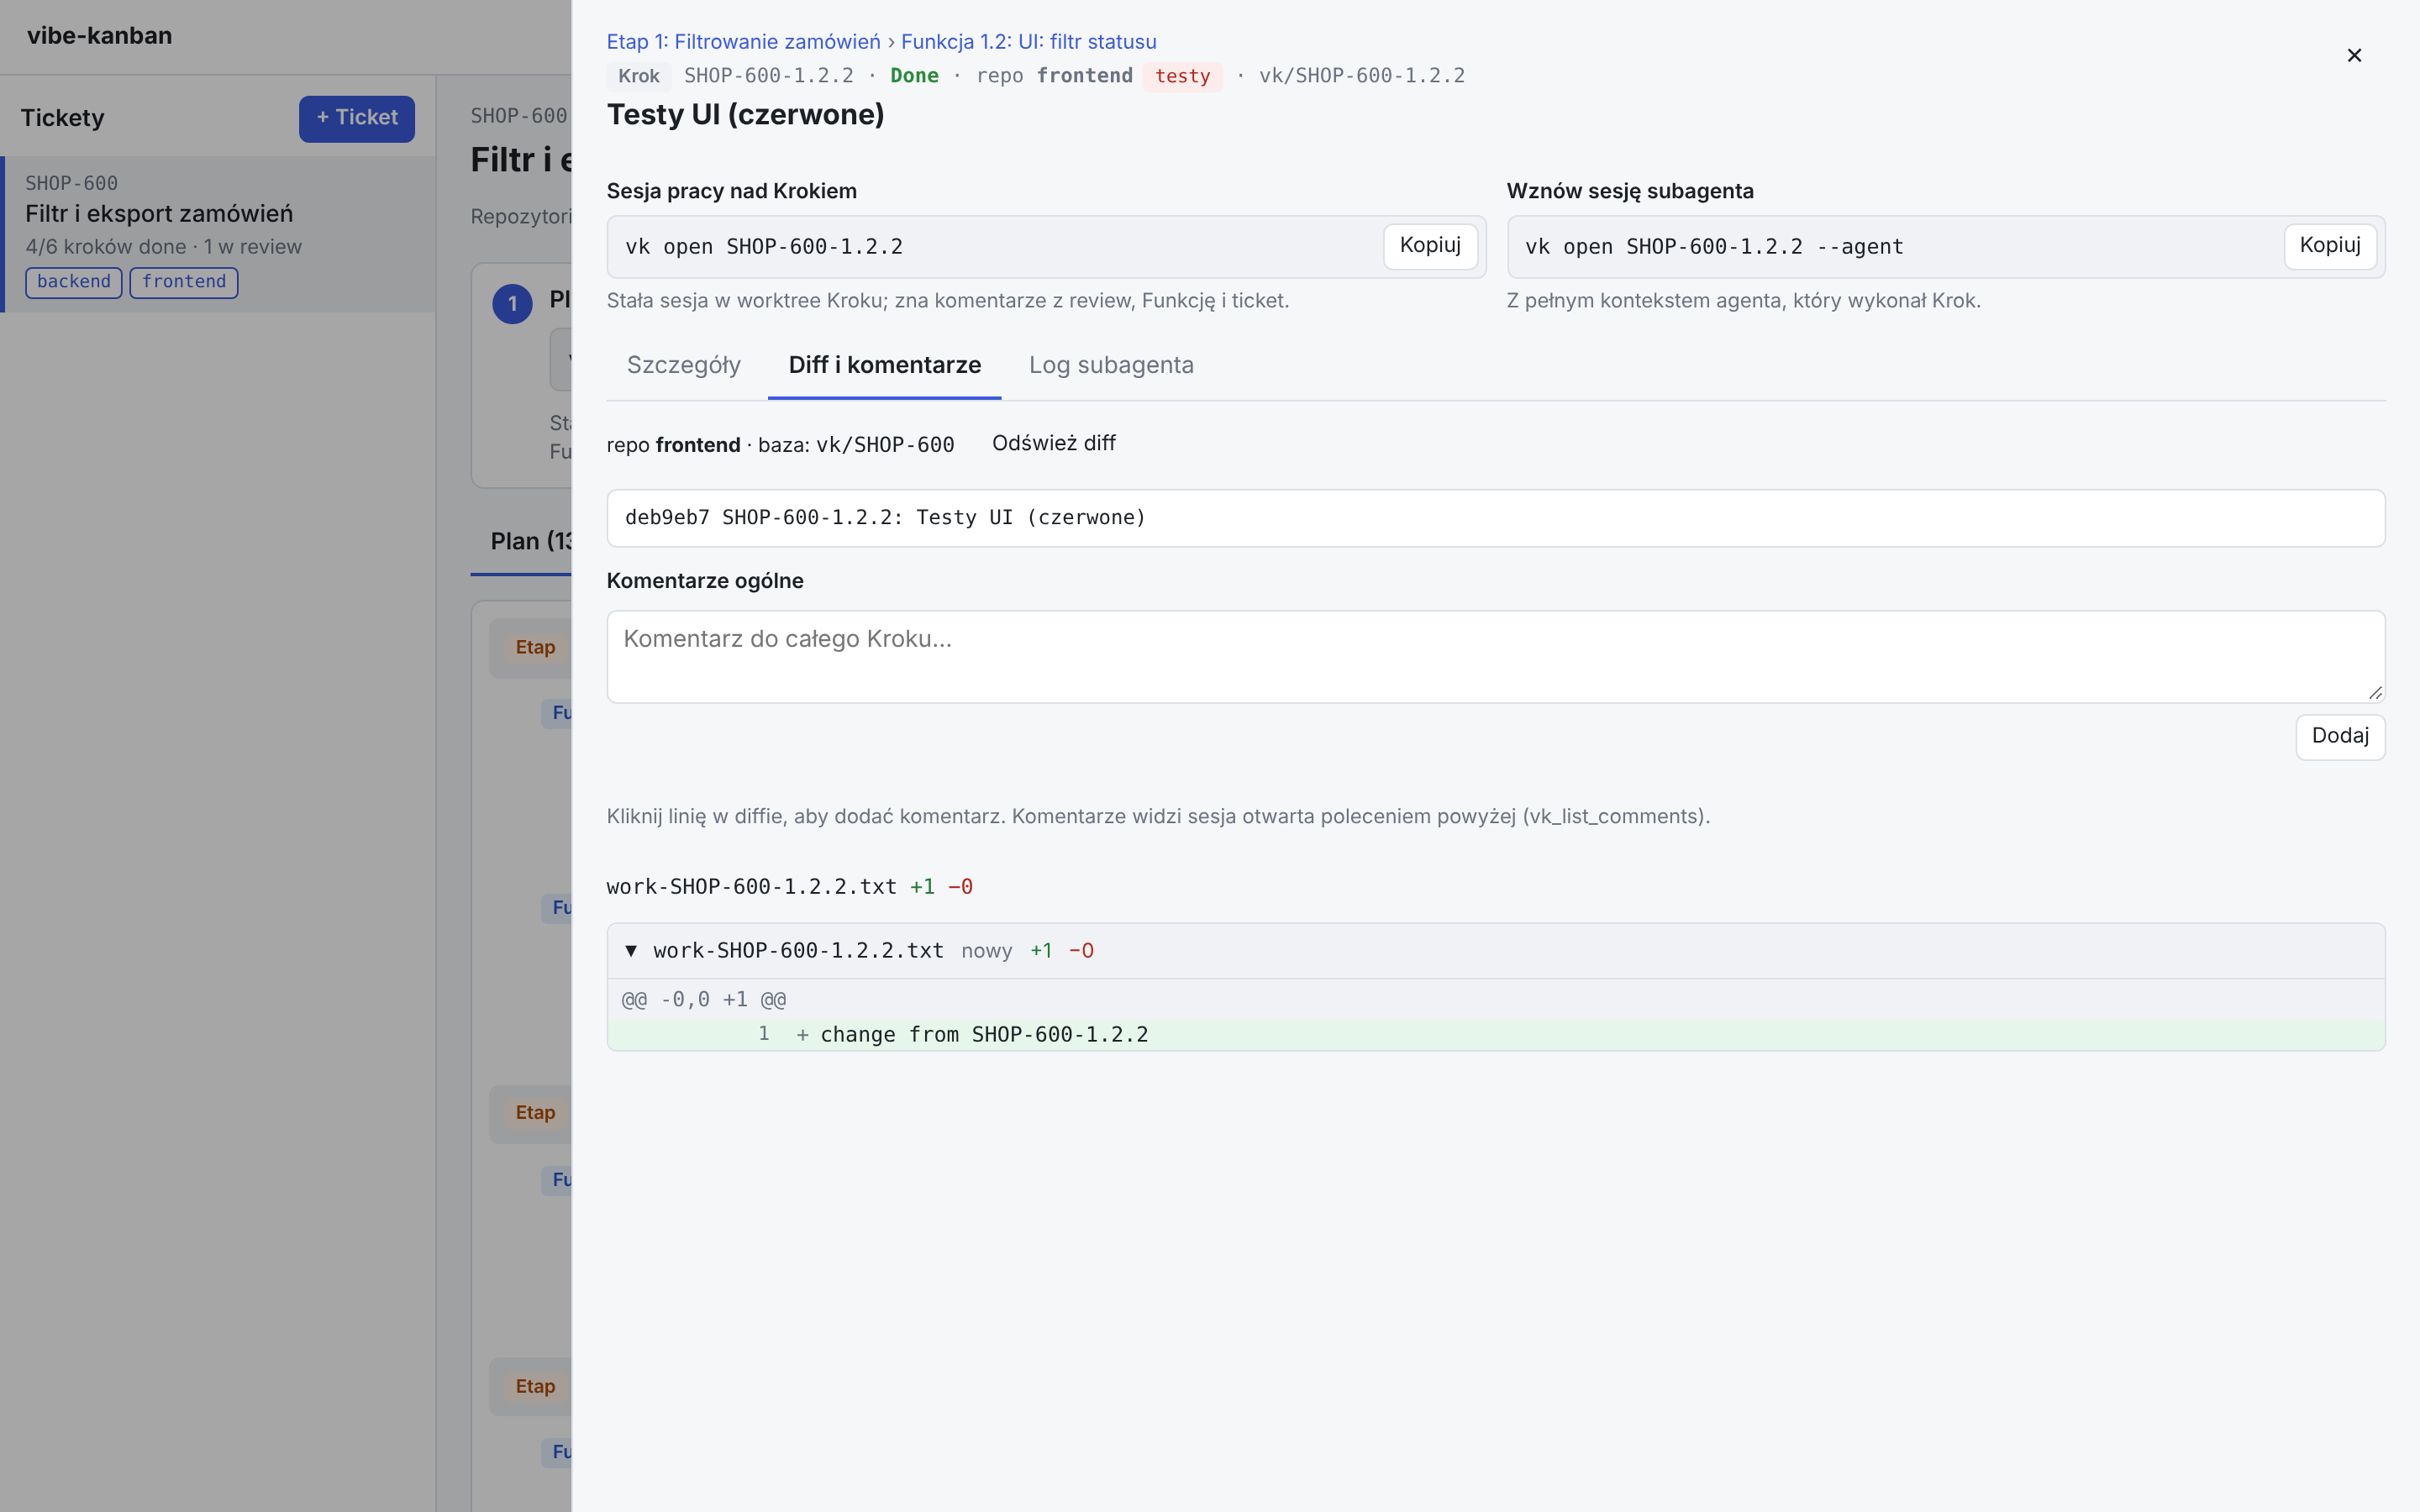 vibe-kanban
Tickety
+ Ticket
SHOP-600
Filtr i eksport zamówień
4/6 kroków done · 1 w review
backend frontend
SHOP-600
Filtr i
Repozytori
1
Plan (13
Etap
Fu
Fu
Etap
Fu
Etap
Fu
Etap 1: Filtrowanie zamówień › Funkcja 1.2: UI: filtr statusu
×
Krok SHOP-600-1.2.2 · Done · repo frontend testy · vk/SHOP-600-1.2.2
Testy UI (czerwone)
Sesja pracy nad Krokiem
vk open SHOP-600-1.2.2 Kopiuj
Stała sesja w worktree Kroku; zna komentarze z review, Funkcję i ticket.
Wznów sesję subagenta
vk open SHOP-600-1.2.2 --agent Kopiuj
Z pełnym kontekstem agenta, który wykonał Krok.
Szczegóły Diff i komentarze Log subagenta
repo frontend · baza: vk/SHOP-600 Odśwież diff
deb9eb7 SHOP-600-1.2.2: Testy UI (czerwone)
Komentarze ogólne
Komentarz do całego Kroku...
Dodaj
Kliknij linię w diffie, aby dodać komentarz. Komentarze widzi sesja otwarta poleceniem powyżej (vk_list_comments).
work-SHOP-600-1.2.2.txt +1 −0
▼ work-SHOP-600-1.2.2.txt nowy +1 −0
@@ -0,0 +1 @@
1 + change from SHOP-600-1.2.2